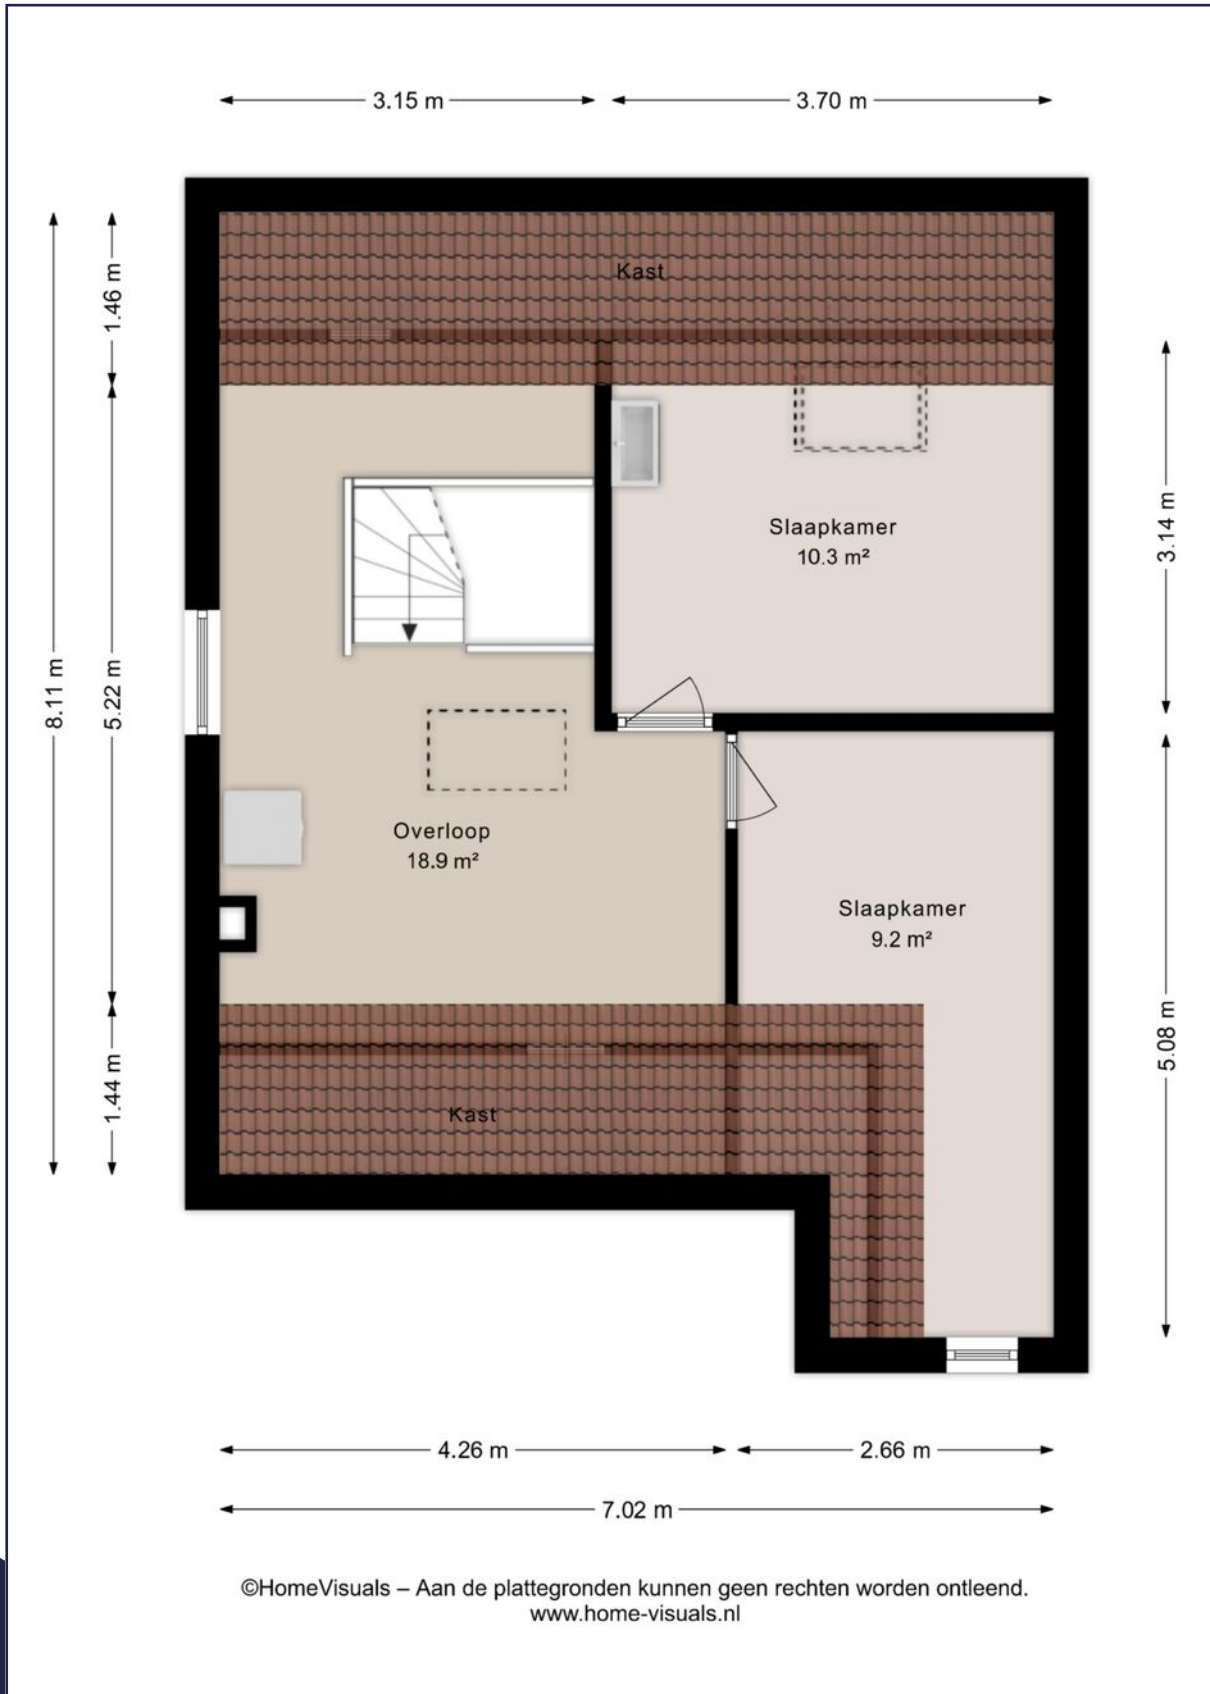 3.15 m
3.70 m
Kast
1.46 m
8.11 m
5.22 m
3.14 m
Slaapkamer
10.3 m²
Overloop
18.9 m²
Slaapkamer
9.2 m²
1.44 m
Kast
5.08 m
4.26 m
2.66 m
7.02 m
©HomeVisuals – Aan de plattegronden kunnen geen rechten worden ontleend.
www.home-visuals.nl